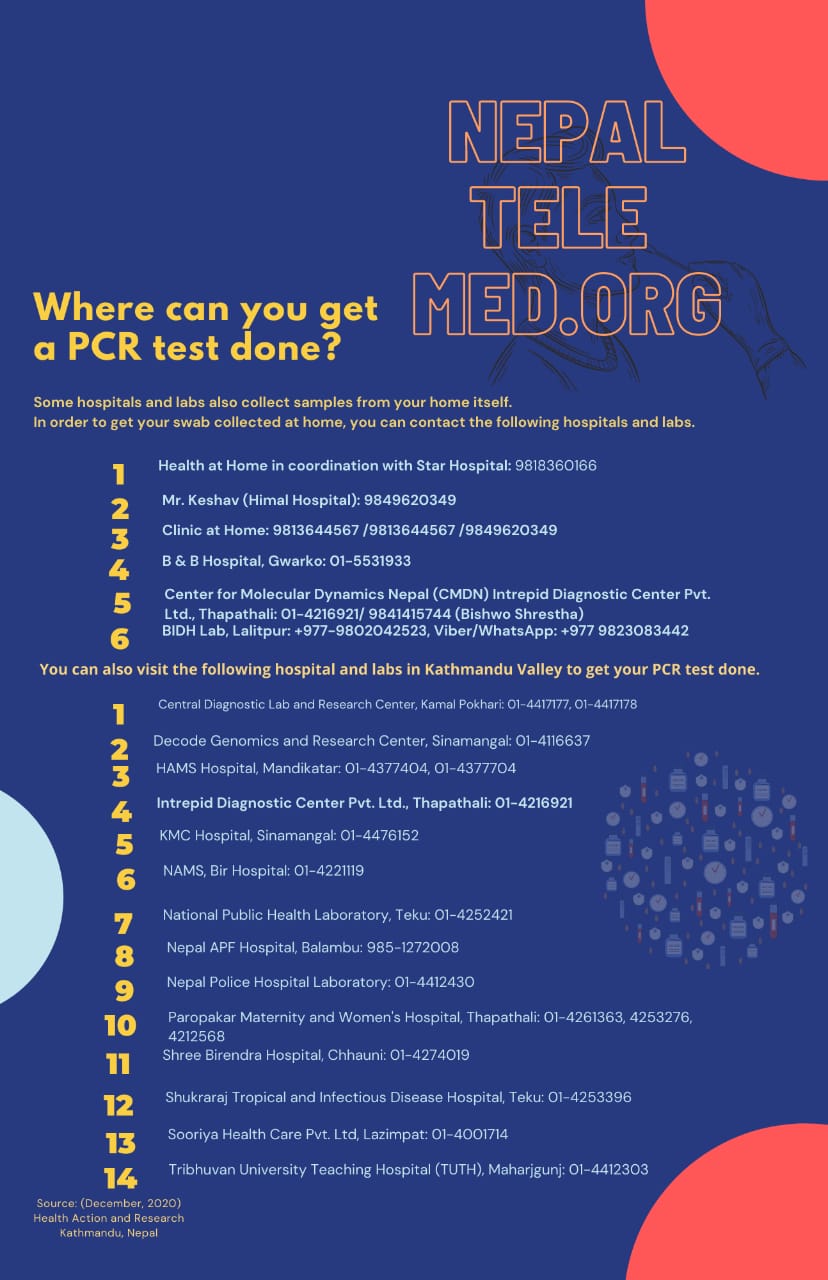 NEPAL
TELE
MED.ORG
Where can you get
a PCR test done?
Some hospitals and labs also collect samples from your home itself.
In order to get your swab collected at home, you can contact the following hospitals and labs.
1 Health at Home in coordination with Star Hospital: 9818360166
2 Mr. Keshav (Himal Hospital): 9849620349
3 Clinic at Home: 9813644567 /9813644567 /9849620349
4 B & B Hospital, Gwarko: 01-5531933
5 Center for Molecular Dynamics Nepal (CMDN) Intrepid Diagnostic Center Pvt.
Ltd., Thapathali: 01-4216921/ 9841415744 (Bishwo Shrestha)
6 BIDH Lab, Lalitpur: +977-9802042523, Viber/WhatsApp: +977 9823083442
You can also visit the following hospital and labs in Kathmandu Valley to get your PCR test done.
1 Central Diagnostic Lab and Research Center, Kamal Pokhari: 01-4417177, 01-4417178
2 Decode Genomics and Research Center, Sinamangal: 01-4116637
3 HAMS Hospital, Mandikatar: 01-4377404, 01-4377704
4 Intrepid Diagnostic Center Pvt. Ltd., Thapathali: 01-4216921
5 KMC Hospital, Sinamangal: 01-4476152
6 NAMS, Bir Hospital: 01-4221119
7 National Public Health Laboratory, Teku: 01-4252421
8 Nepal APF Hospital, Balambu: 985-1272008
9 Nepal Police Hospital Laboratory: 01-4412430
10 Paropakar Maternity and Women's Hospital, Thapathali: 01-4261363, 4253276,
4212568
11 Shree Birendra Hospital, Chhauni: 01-4274019
12 Shukraraj Tropical and Infectious Disease Hospital, Teku: 01-4253396
13 Sooriya Health Care Pvt. Ltd, Lazimpat: 01-4001714
14 Tribhuvan University Teaching Hospital (TUTH), Maharjgunj: 01-4412303
Source: (December, 2020)
Health Action and Research
Kathmandu, Nepal